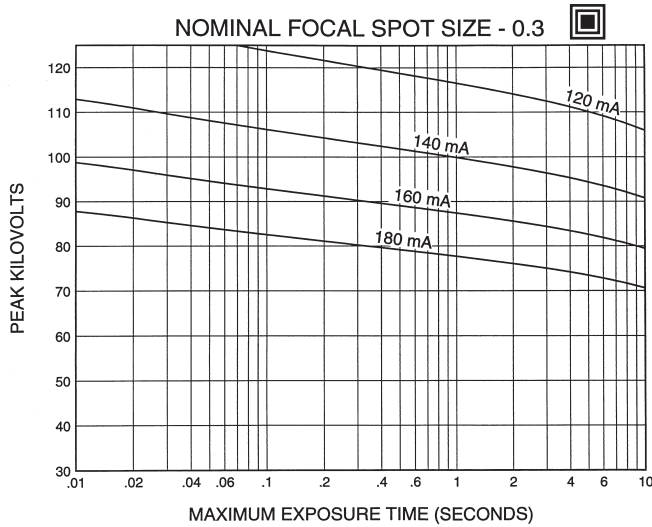 NOMINAL FOCAL SPOT SIZE - 0.3
120
110
100
90
80
70
60
50
40
30
PEAK KILOVOLTS
120 mA
140 mA
160 mA
180 mA
.01 .02 .04 .06 .1 .2 .4 .6 1 2 4 6 10
MAXIMUM EXPOSURE TIME (SECONDS)